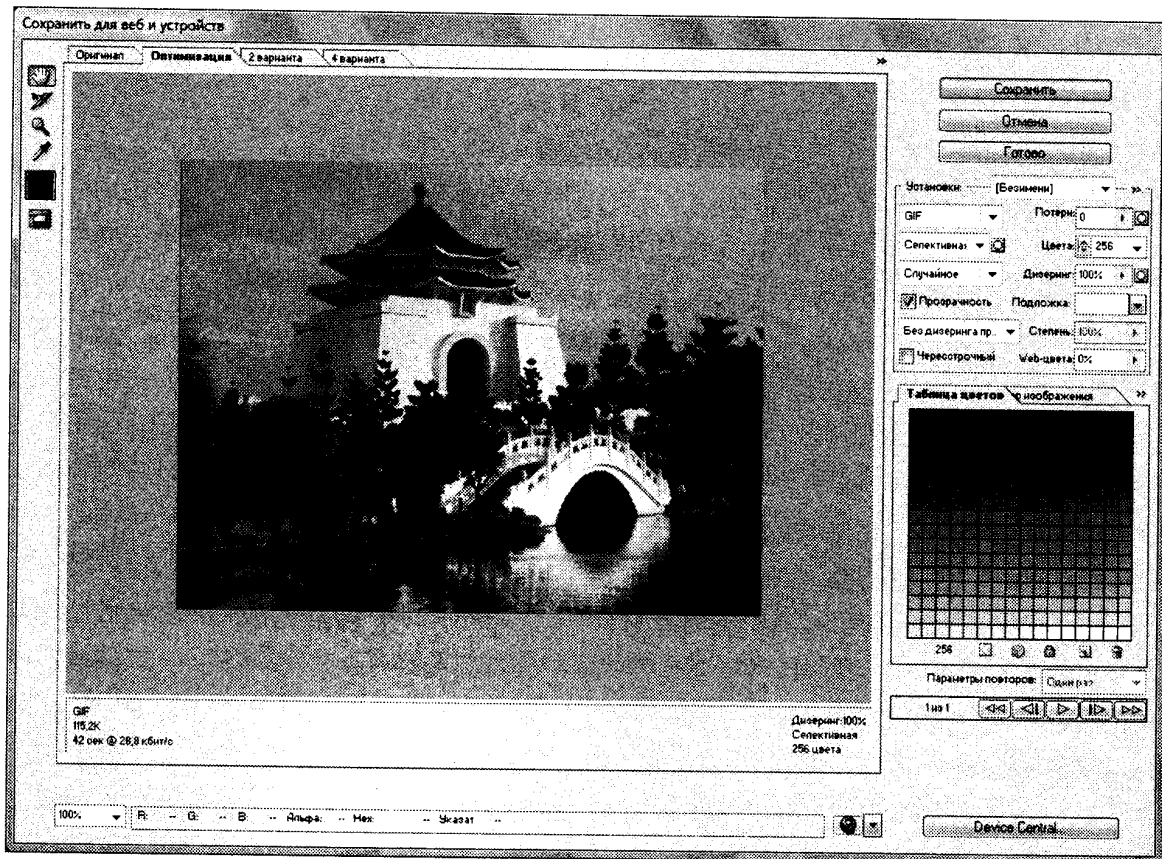 Сохранить для веб и устройств
Оригинал Оптимизация 2 варианта 4 варианта
Сохранить
Отмена
Готово
Установки: [Безимени]
GIF Потери: 0
Селективная Цвета: 256
Случайное Дизеринг: 100%
Прозрачность Подложка:
Без дизеринга пр.. Степень: 100%
Чересстрочный Web-цвета: 0%
Таблица цветов р изображения
256
Параметры повторов: Один раз
1 из 1
GIF
115,2K
42 сек @ 28,8 кбит/с
Дизеринг:100%
Селективная
256 цвета
100% R: -- G: -- B: -- Альфа: -- Hex: -- Указат --
Device Central...